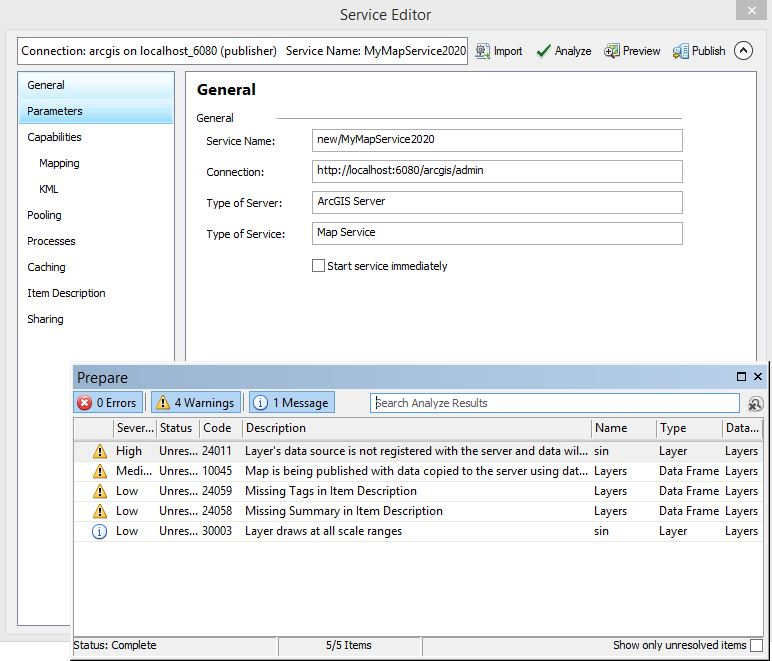 Service Editor
Connection: arcgis on localhost_6080 (publisher) Service Name: MyMapService2020 Import Analyze Preview Publish
General
Parameters
Capabilities
Mapping
KML
Pooling
Processes
Caching
Item Description
Sharing
General
General
Service Name: new/MyMapService2020
Connection: http://localhost:6080/arcgis/admin
Type of Server: ArcGIS Server
Type of Service: Map Service
Start service immediately
Prepare
0 Errors 4 Warnings 1 Message Search Analyze Results
Sever... Status Code Description Name Type Data...
High Unres... 24011 Layer's data source is not registered with the server and data wil... sin Layer Layers
Medi... Unres... 10045 Map is being published with data copied to the server using dat... Layers Data Frame Layers
Low Unres... 24059 Missing Tags in Item Description Layers Data Frame Layers
Low Unres... 24058 Missing Summary in Item Description Layers Data Frame Layers
Low Unres... 30003 Layer draws at all scale ranges sin Layer Layers
Status: Complete 5/5 Items Show only unresolved items